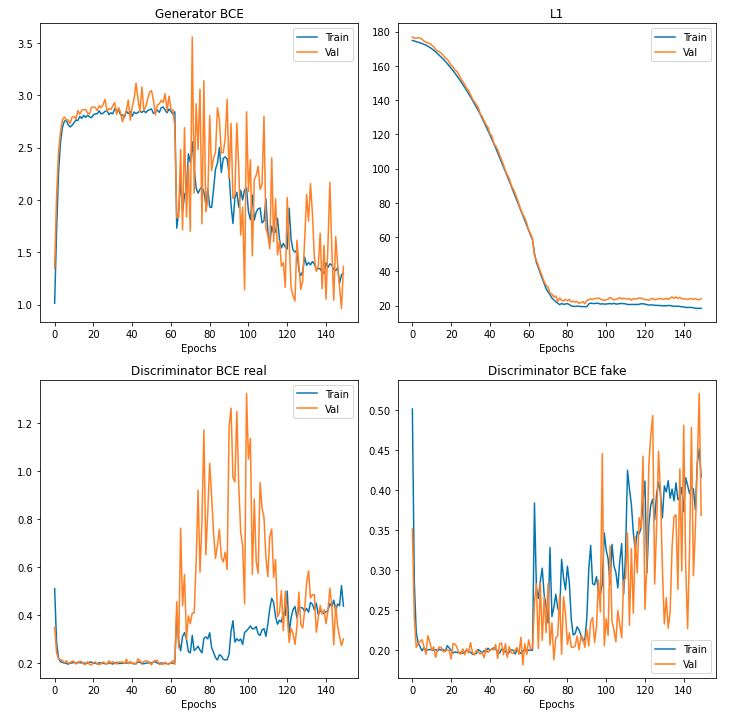 Generator BCE
3.5
3.0
2.5
2.0
1.5
1.0
0 20 40 60 80 100 120 140
Epochs
Train
Val
L1
180
160
140
120
100
80
60
40
20
0 20 40 60 80 100 120 140
Epochs
Train
Val
Discriminator BCE real
1.2
1.0
0.8
0.6
0.4
0.2
0 20 40 60 80 100 120 140
Epochs
Train
Val
Discriminator BCE fake
0.50
0.45
0.40
0.35
0.30
0.25
0.20
0 20 40 60 80 100 120 140
Epochs
Train
Val